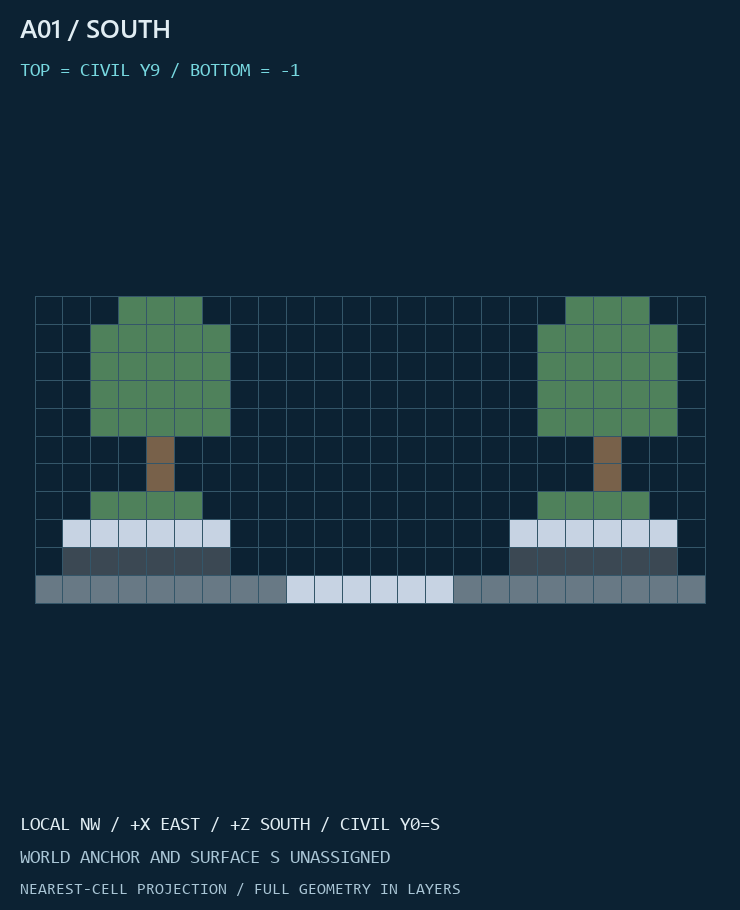 A01 / SOUTH
TOP = CIVIL Y9 / BOTTOM = -1
LOCAL NW / +X EAST / +Z SOUTH / CIVIL Y0=S
WORLD ANCHOR AND SURFACE S UNASSIGNED
NEAREST-CELL PROJECTION / FULL GEOMETRY IN LAYERS